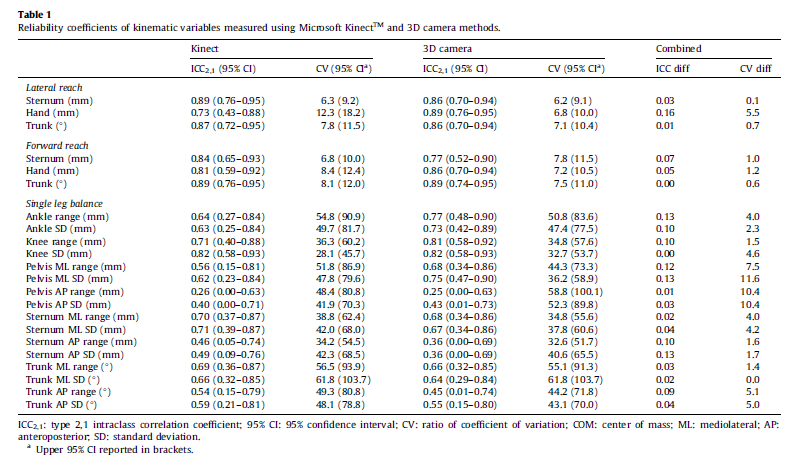 Table 1
Reliability coefficients of kinematic variables measured using Microsoft Kinect™ and 3D camera methods.
Kinect 3D camera Combined
ICC2,1 (95% CI) CV (95% CIa) ICC2,1 (95% CI) CV (95% CIa) ICC diff CV diff
Lateral reach
Sternum (mm) 0.89 (0.76–0.95) 6.3 (9.2) 0.86 (0.70–0.94) 6.2 (9.1) 0.03 0.1
Hand (mm) 0.73 (0.43–0.88) 12.3 (18.2) 0.89 (0.76–0.95) 6.8 (10.0) 0.16 5.5
Trunk (°) 0.87 (0.72–0.95) 7.8 (11.5) 0.86 (0.70–0.94) 7.1 (10.4) 0.01 0.7
Forward reach
Sternum (mm) 0.84 (0.65–0.93) 6.8 (10.0) 0.77 (0.52–0.90) 7.8 (11.5) 0.07 1.0
Hand (mm) 0.81 (0.59–0.92) 8.4 (12.4) 0.86 (0.70–0.94) 7.2 (10.5) 0.05 1.2
Trunk (°) 0.89 (0.76–0.95) 8.1 (12.0) 0.89 (0.74–0.95) 7.5 (11.0) 0.00 0.6
Single leg balance
Ankle range (mm) 0.64 (0.27–0.84) 54.8 (90.9) 0.77 (0.48–0.90) 50.8 (83.6) 0.13 4.0
Ankle SD (mm) 0.63 (0.25–0.84) 49.7 (81.7) 0.73 (0.42–0.89) 47.4 (77.5) 0.10 2.3
Knee range (mm) 0.71 (0.40–0.88) 36.3 (60.2) 0.81 (0.58–0.92) 34.8 (57.6) 0.10 1.5
Knee SD (mm) 0.82 (0.58–0.93) 28.1 (45.7) 0.82 (0.58–0.93) 32.7 (53.7) 0.00 4.6
Pelvis ML range (mm) 0.56 (0.15–0.81) 51.8 (86.9) 0.68 (0.34–0.86) 44.3 (73.3) 0.12 7.5
Pelvis ML SD (mm) 0.62 (0.23–0.84) 47.8 (79.6) 0.75 (0.47–0.90) 36.2 (58.9) 0.13 11.6
Pelvis AP range (mm) 0.26 (0.00–0.63) 48.4 (80.8) 0.25 (0.00–0.63) 58.8 (100.1) 0.01 10.4
Pelvis AP SD (mm) 0.40 (0.00–0.71) 41.9 (70.3) 0.43 (0.01–0.73) 52.3 (89.8) 0.03 10.4
Sternum ML range (mm) 0.70 (0.37–0.87) 38.8 (62.4) 0.68 (0.34–0.86) 34.8 (55.6) 0.02 4.0
Sternum ML SD (mm) 0.71 (0.39–0.87) 42.0 (68.0) 0.67 (0.34–0.86) 37.8 (60.6) 0.04 4.2
Sternum AP range (mm) 0.46 (0.05–0.74) 34.2 (54.5) 0.36 (0.00–0.69) 32.6 (51.7) 0.10 1.6
Sternum AP SD (mm) 0.49 (0.09–0.76) 42.3 (68.5) 0.36 (0.00–0.69) 40.6 (65.5) 0.13 1.7
Trunk ML range (°) 0.69 (0.36–0.87) 56.5 (93.9) 0.66 (0.32–0.85) 55.1 (91.3) 0.03 1.4
Trunk ML SD (°) 0.66 (0.32–0.85) 61.8 (103.7) 0.64 (0.29–0.84) 61.8 (103.7) 0.02 0.0
Trunk AP range (°) 0.54 (0.15–0.79) 49.3 (80.8) 0.45 (0.01–0.74) 44.2 (71.8) 0.09 5.1
Trunk AP SD (°) 0.59 (0.21–0.81) 48.1 (78.8) 0.55 (0.15–0.80) 43.1 (70.0) 0.04 5.0
ICC2,1: type 2,1 intraclass correlation coefficient; 95% CI: 95% confidence interval; CV: ratio of coefficient of variation; COM: center of mass; ML: mediolateral; AP:
anteroposterior; SD: standard deviation.
a Upper 95% CI reported in brackets.